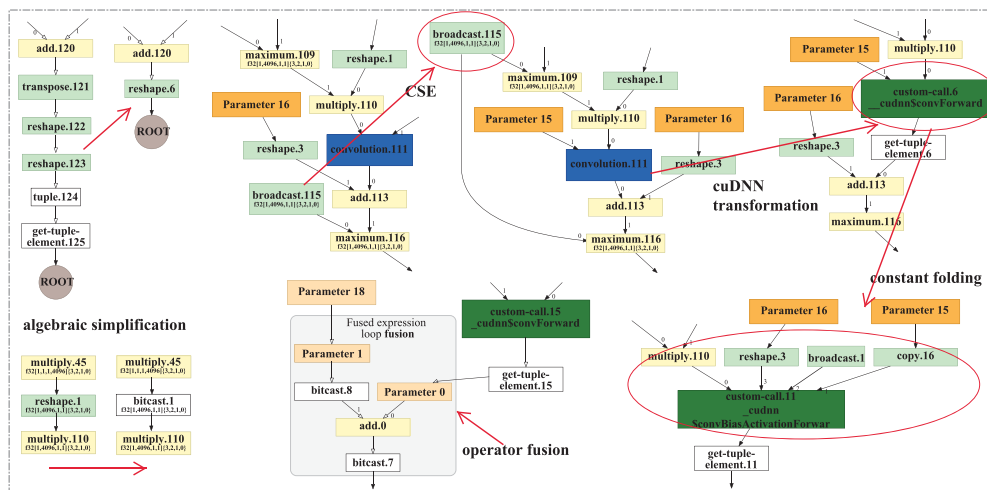 add.120
transpose.121
reshape.122
reshape.123
tuple.124
get-tuple-
element.125
ROOT
add.120
reshape.6
ROOT
algebraic simplification
multiply.45
f32[1,1,1,4096]{3,2,1,0}
reshape.1
f32[1,4096,1,1]{3,2,1,0}
multiply.110
f32[1,4096,1,1]{3,2,1,0}
multiply.45
f32[1,1,1,4096]{3,2,1,0}
bitcast.1
f32[1,4096,1,1]{3,2,1,0}
multiply.110
f32[1,4096,1,1]{3,2,1,0}
maximum.109
f32[1,4096,1,1]{3,2,1,0}
reshape.1
Parameter 16
multiply.110
reshape.3
convolution.111
broadcast.115
f32[1,4096,1,1]{3,2,1,0}
add.113
maximum.116
f32[1,4096,1,1]{3,2,1,0}
CSE
broadcast.115
f32[1,4096,1,1]{3,2,1,0}
maximum.109
f32[1,4096,1,1]{3,2,1,0}
reshape.1
Parameter 15
multiply.110
Parameter 16
convolution.111
reshape.3
add.113
maximum.116
f32[1,4096,1,1]{3,2,1,0}
cuDNN
transformation
Parameter 15
multiply.110
Parameter 16
custom-call.6
__cudnn$convForward
reshape.3
get-tuple-
element.6
add.113
maximum.116
constant folding
Parameter 18
Fused expression
loop fusion
Parameter 1
bitcast.8
Parameter 0
add.0
bitcast.7
custom-call.15
_cudnn$convForward
get-tuple-
element.15
operator fusion
Parameter 16
Parameter 15
multiply.110
reshape.3
broadcast.1
copy.16
custom-call.11
_cudnn
$convBiasActivationForwar
get-tuple-
element.11